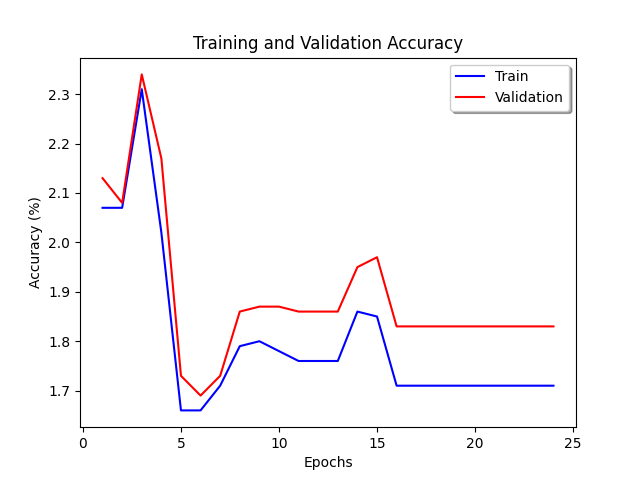 Training and Validation Accuracy
Train
Validation
Accuracy (%)
2.3
2.2
2.1
2.0
1.9
1.8
1.7
0 5 10 15 20 25
Epochs